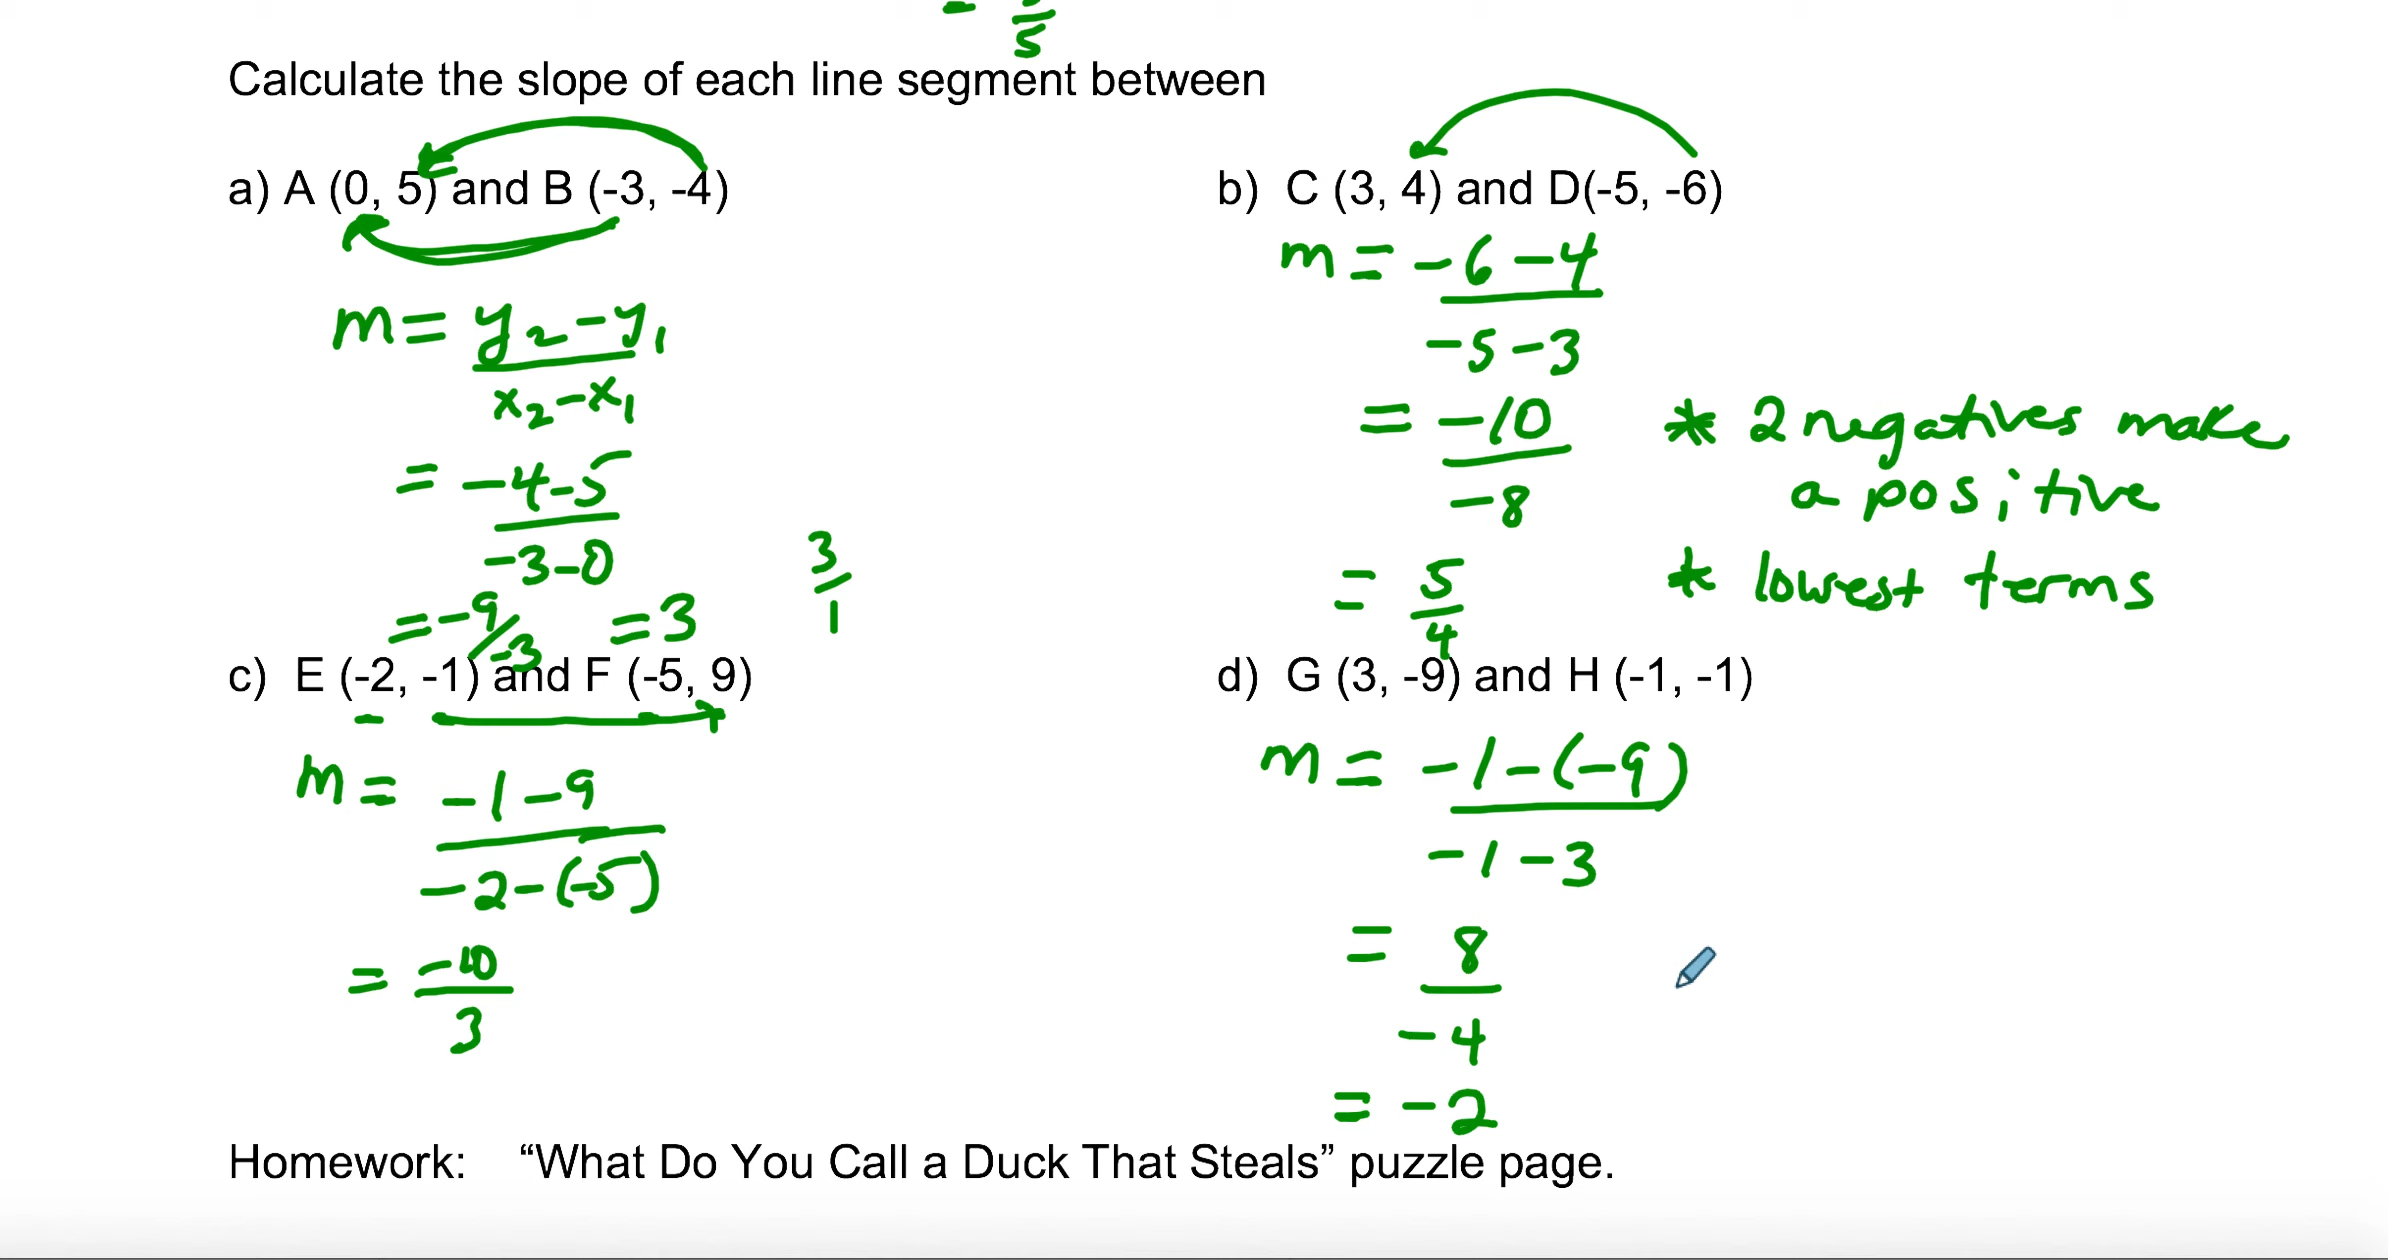 - /5
Calculate the slope of each line segment between
a) A (0, 5) and B (-3, -4)
m = y₂ - y₁
x₂ - x₁
= -4-5
-3-0
= -9/-3 = 3
3/1
b) C (3, 4) and D(-5, -6)
m = -6-4
-5-3
= -10
-8
= 5
4
* 2 negatives make
a positive
* lowest terms
c) E (-2, -1) and F (-5, 9)
m = -1-9
-2-(-5)
= -10
3
d) G (3, -9) and H (-1, -1)
m = -1-(-9)
-1-3
= 8
-4
= -2
Homework: “What Do You Call a Duck That Steals” puzzle page.